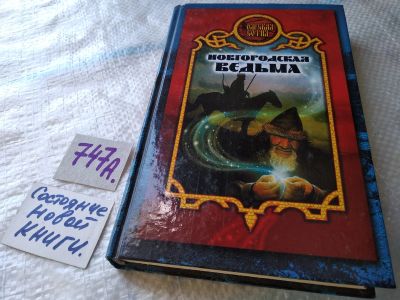 НОВГОРОДСКАЯ
ВЕДЬМА
747А.
Состояние
новой
книги.